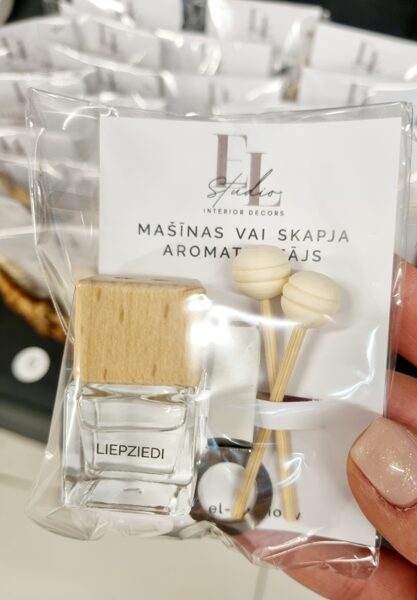 EL
Studio
INTERIOR DECORS
MAŠĪNAS VAI SKAPJA
LIEPZIEDI